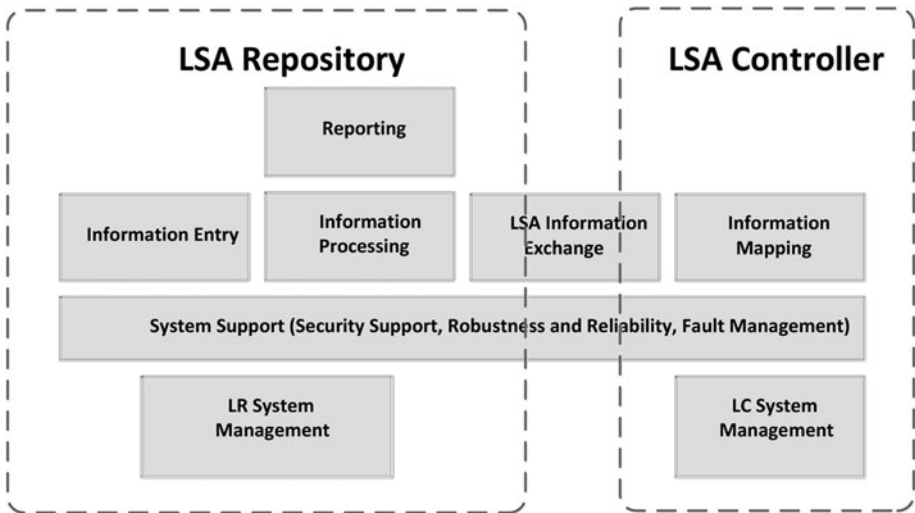 LSA Repository
LSA Controller
Reporting
Information Entry
Information
Processing
LSA Information
Exchange
Information
Mapping
System Support (Security Support, Robustness and Reliability, Fault Management)
LR System
Management
LC System
Management